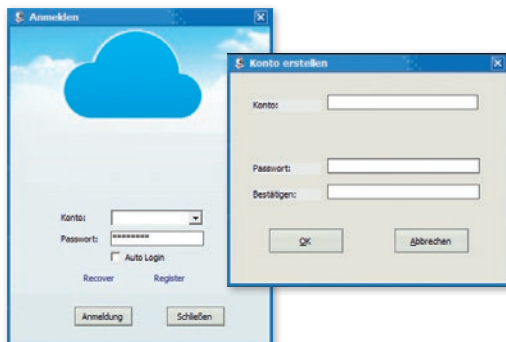 Anmelden
Konto:
Passwort: ********
Auto Login
Recover Register
Anmeldung Schließen
Konto erstellen
Konto:
Passwort:
Bestätigen:
OK Abbrechen